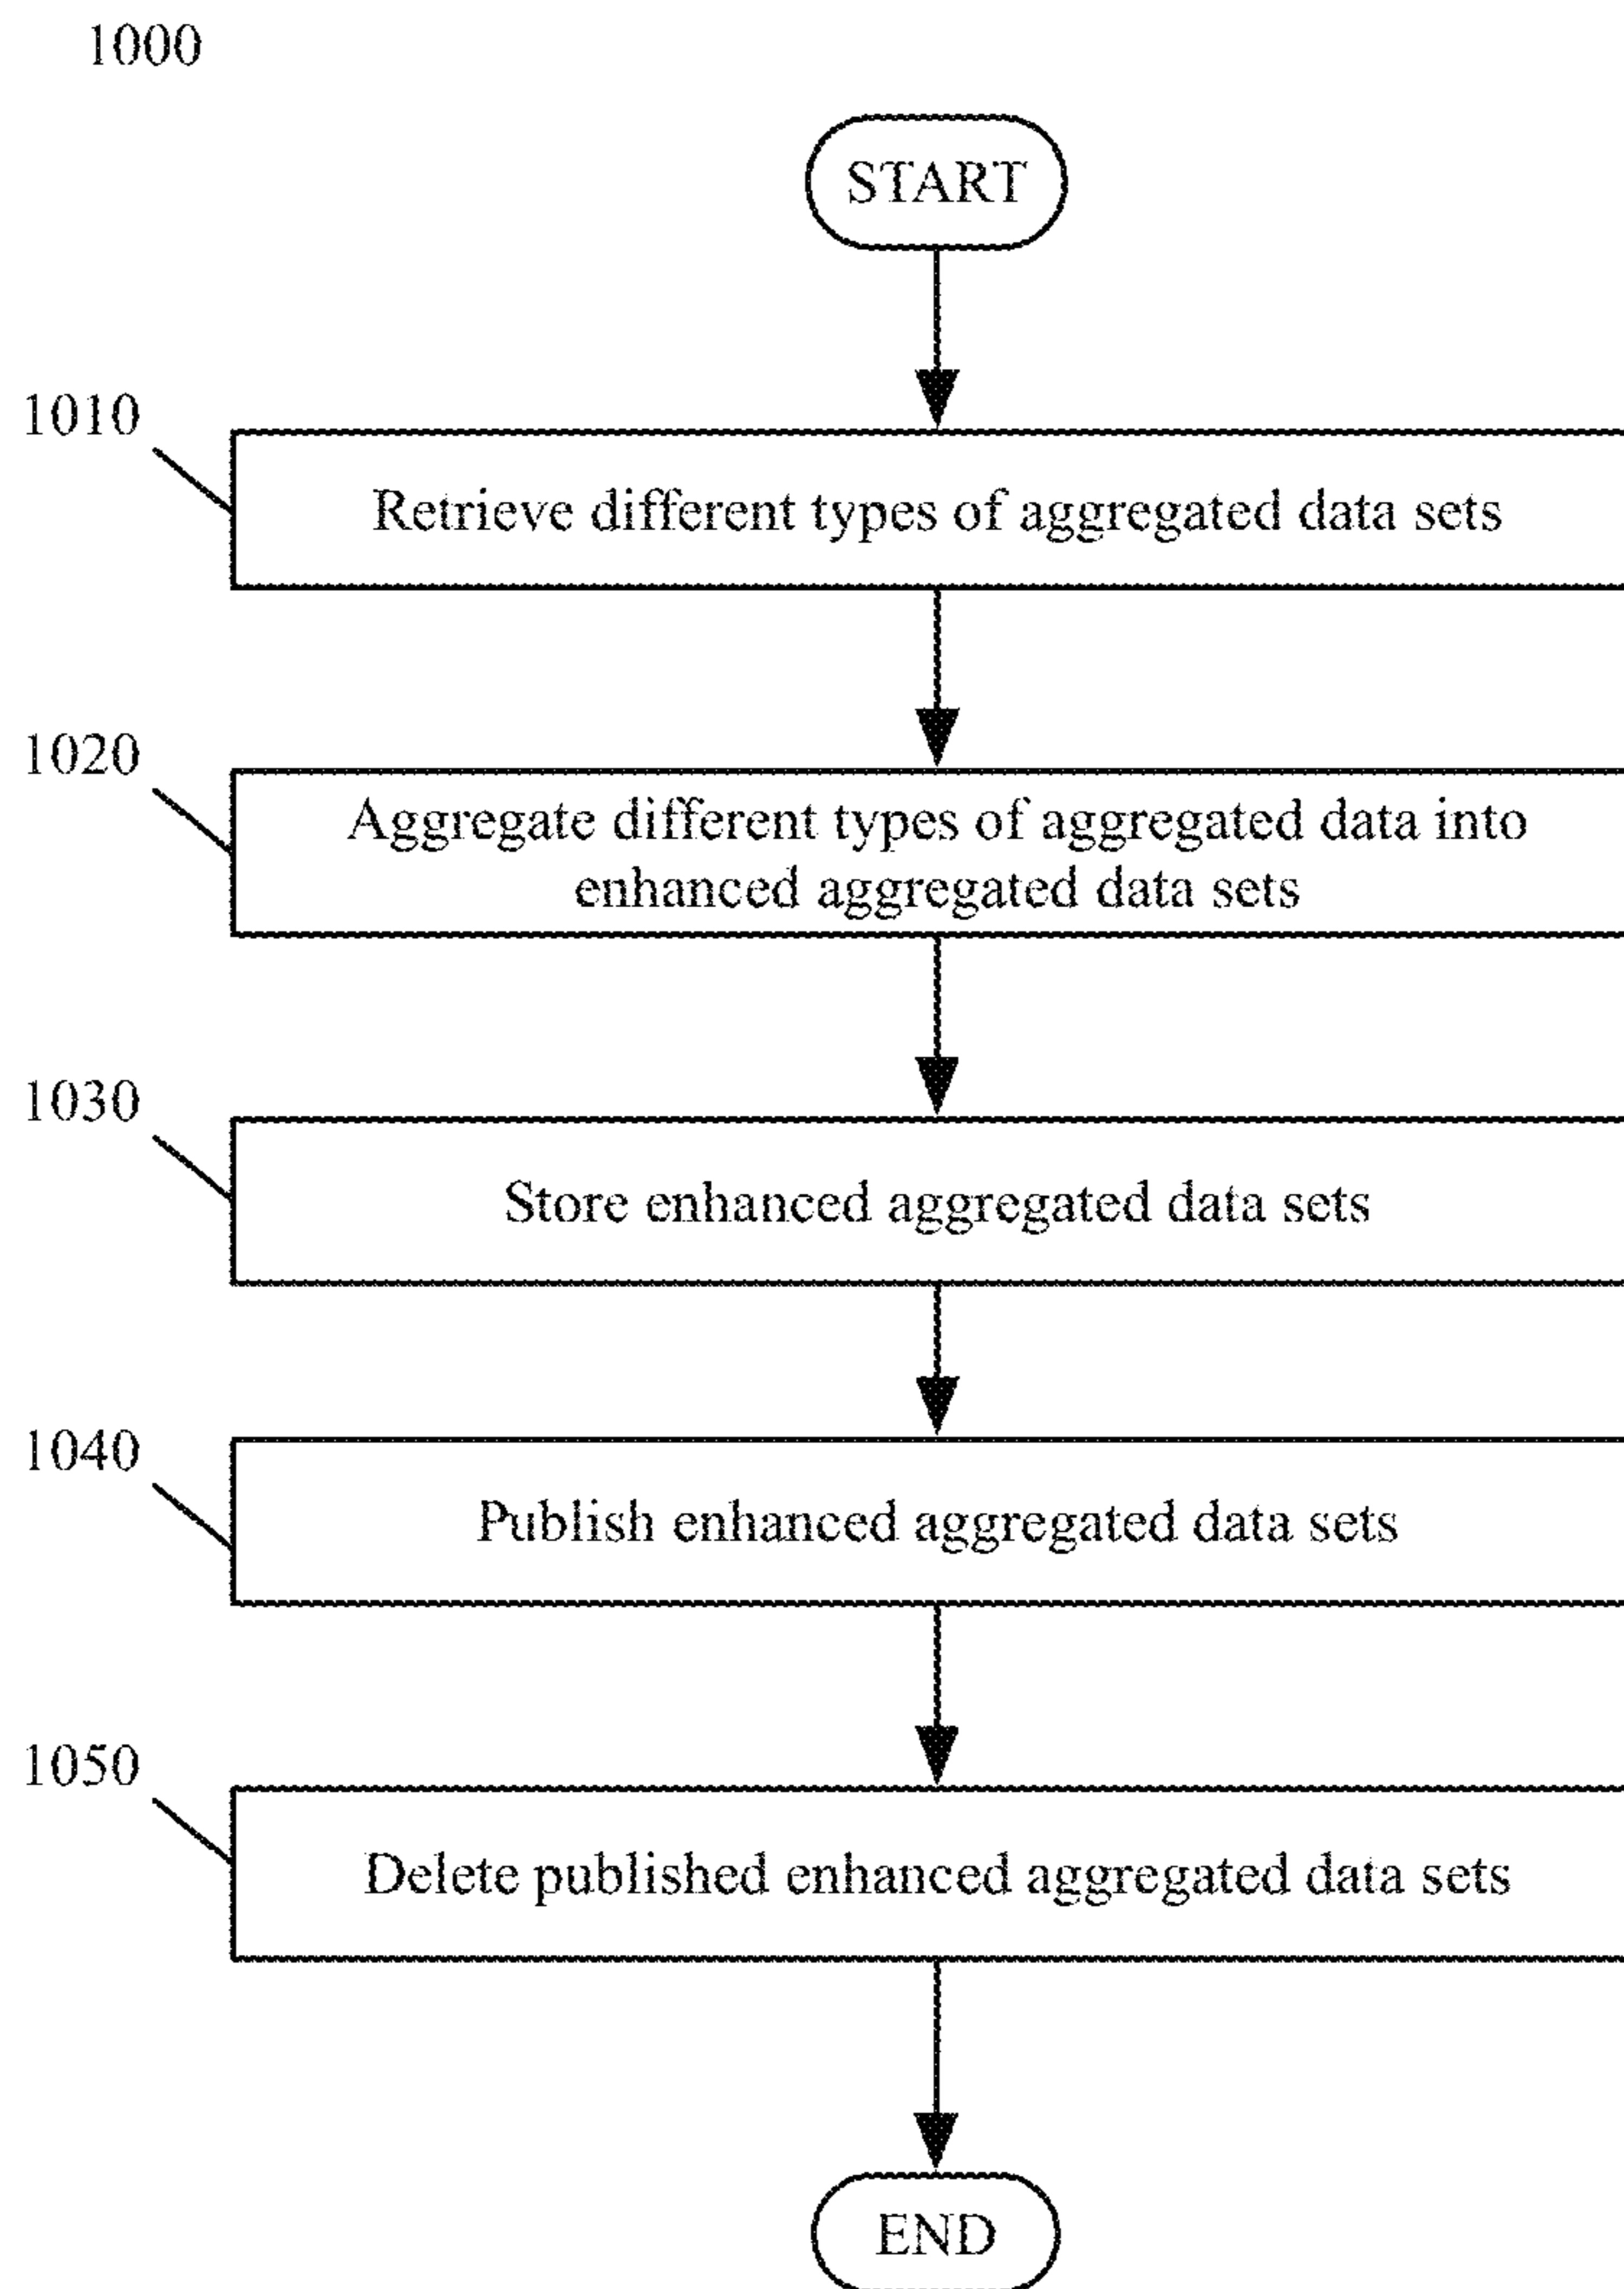 1000
START
1010
Retrieve different types of aggregated data sets
1020
Aggregate different types of aggregated data into
enhanced aggregated data sets
1030
Store enhanced aggregated data sets
1040
Publish enhanced aggregated data sets
1050
Delete published enhanced aggregated data sets
END